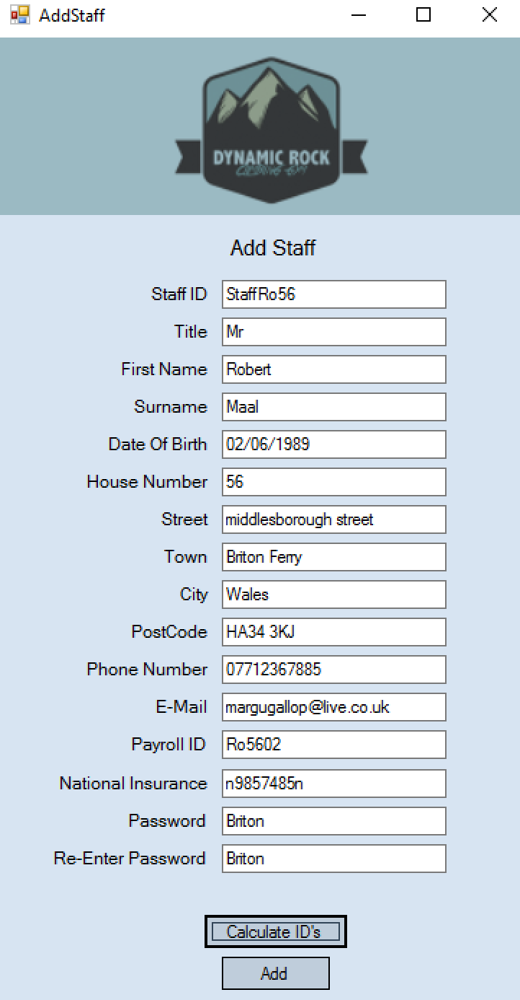 AddStaff
DYNAMIC ROCK
Add Staff
Staff ID StaffRo56
Title Mr
First Name Robert
Surname Maal
Date Of Birth 02/06/1989
House Number 56
Street middlesborough street
Town Briton Ferry
City Wales
PostCode HA34 3KJ
Phone Number 07712367885
E-Mail margugallop@live.co.uk
Payroll ID Ro5602
National Insurance n9857485n
Password Briton
Re-Enter Password Briton
Calculate ID's
Add